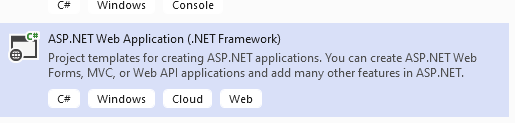 C# Windows Console
C#
ASP.NET Web Application (.NET Framework)
Project templates for creating ASP.NET applications. You can create ASP.NET Web
Forms, MVC, or Web API applications and add many other features in ASP.NET.
C# Windows Cloud Web